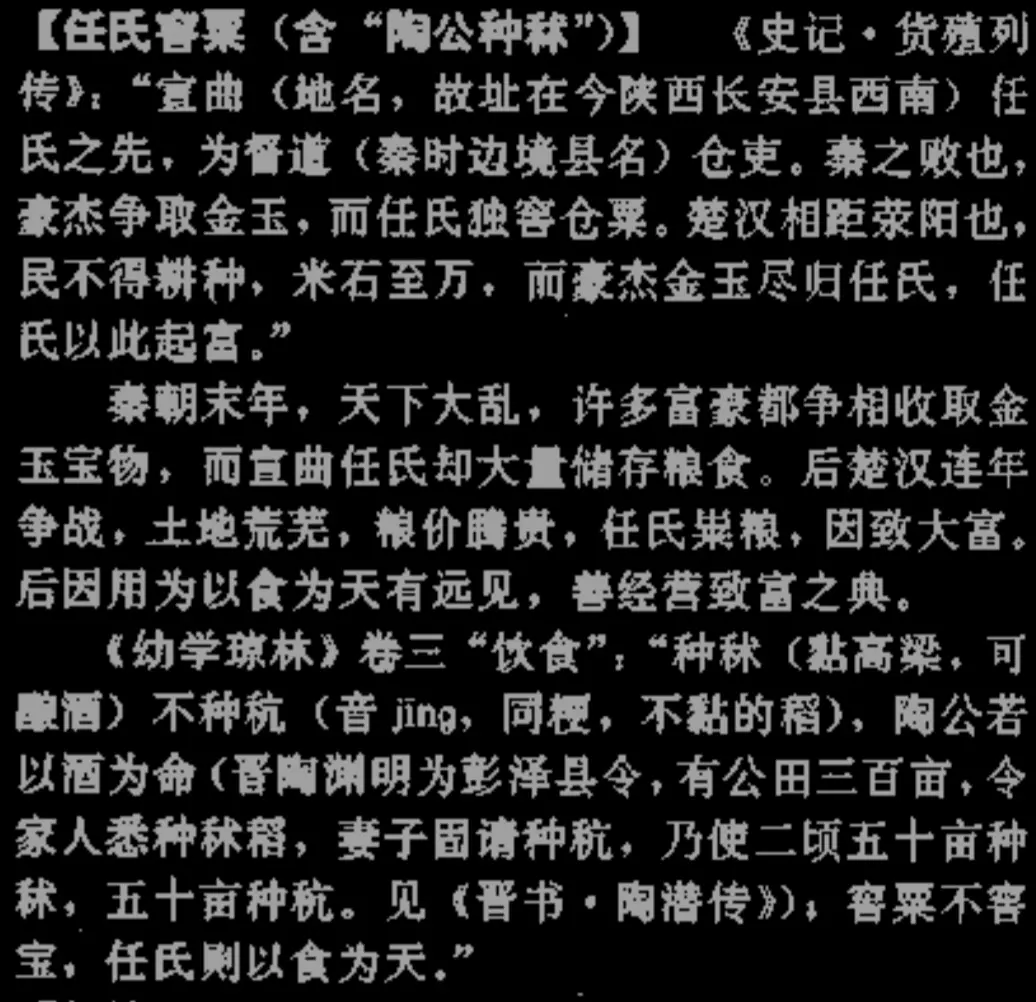 【任氏窖粟（含“陶公种秫”）】　《史记·货殖列
传》：“宣曲（地名，故址在今陕西长安县西南）任
氏之先，为督道（秦时边境县名）仓吏。秦之败也，
豪杰争取金玉，而任氏独窖仓粟。楚汉相距荥阳也，
民不得耕种，米石至万，而豪杰金玉尽归任氏，任
氏以此起富。”
秦朝末年，天下大乱，许多富豪都争相收取金
玉宝物，而宣曲任氏却大量储存粮食。后楚汉连年
争战，土地荒芜，粮价腾贵，任氏粜粮，因致大富。
后因用为以食为天有远见，善经营致富之典。
《幼学琼林》卷三“饮食”：“种秫（黏高梁，可
酿酒）不种秔（音jīng，同粳，不黏的稻），陶公若
以酒为命（晋陶渊明为彭泽县令，有公田三百亩，令
家人悉种秫稻，妻子固请种秔，乃使二顷五十亩种
秫，五十亩种秔。见《晋书·陶潜传》）；窖粟不窖
宝，任氏则以食为天。”